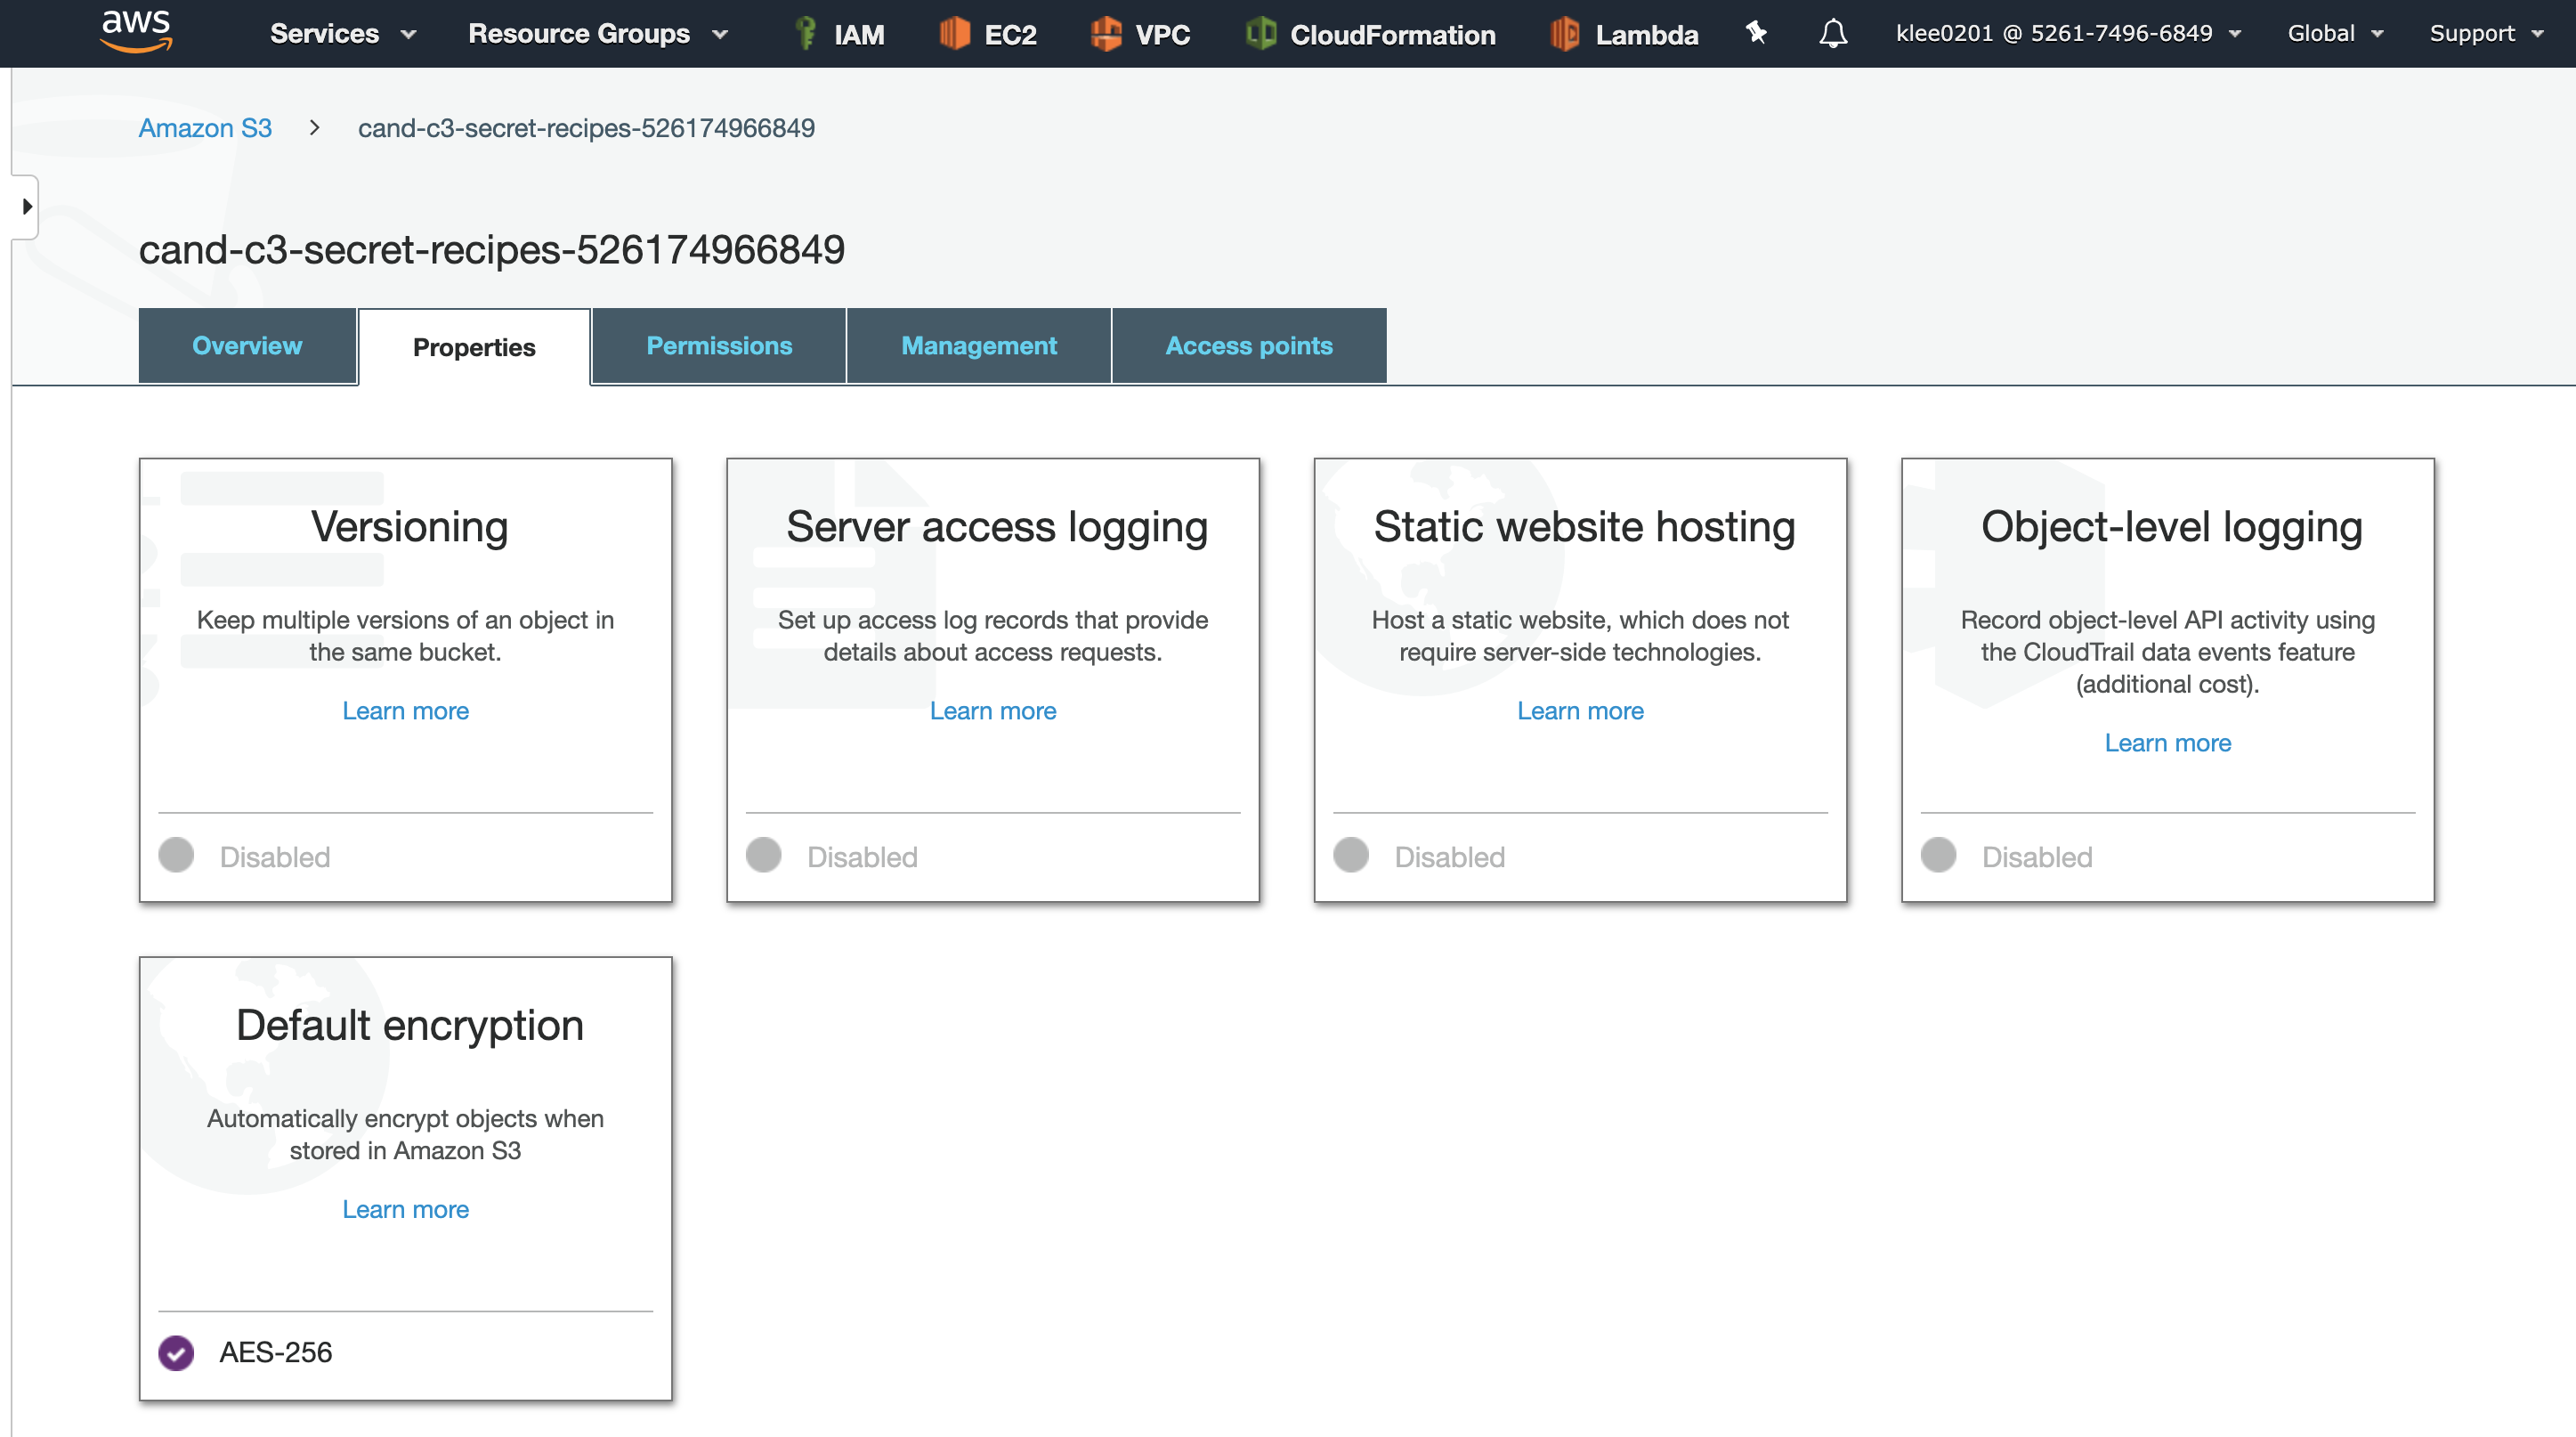 aws Services Resource Groups IAM EC2 VPC CloudFormation Lambda klee0201 @ 5261-7496-6849 Global Support
Amazon S3 > cand-c3-secret-recipes-526174966849
cand-c3-secret-recipes-526174966849
Overview Properties Permissions Management Access points
Versioning
Keep multiple versions of an object in
the same bucket.
Learn more
Disabled
Server access logging
Set up access log records that provide
details about access requests.
Learn more
Disabled
Static website hosting
Host a static website, which does not
require server-side technologies.
Learn more
Disabled
Object-level logging
Record object-level API activity using
the CloudTrail data events feature
(additional cost).
Learn more
Disabled
Default encryption
Automatically encrypt objects when
stored in Amazon S3
Learn more
AES-256